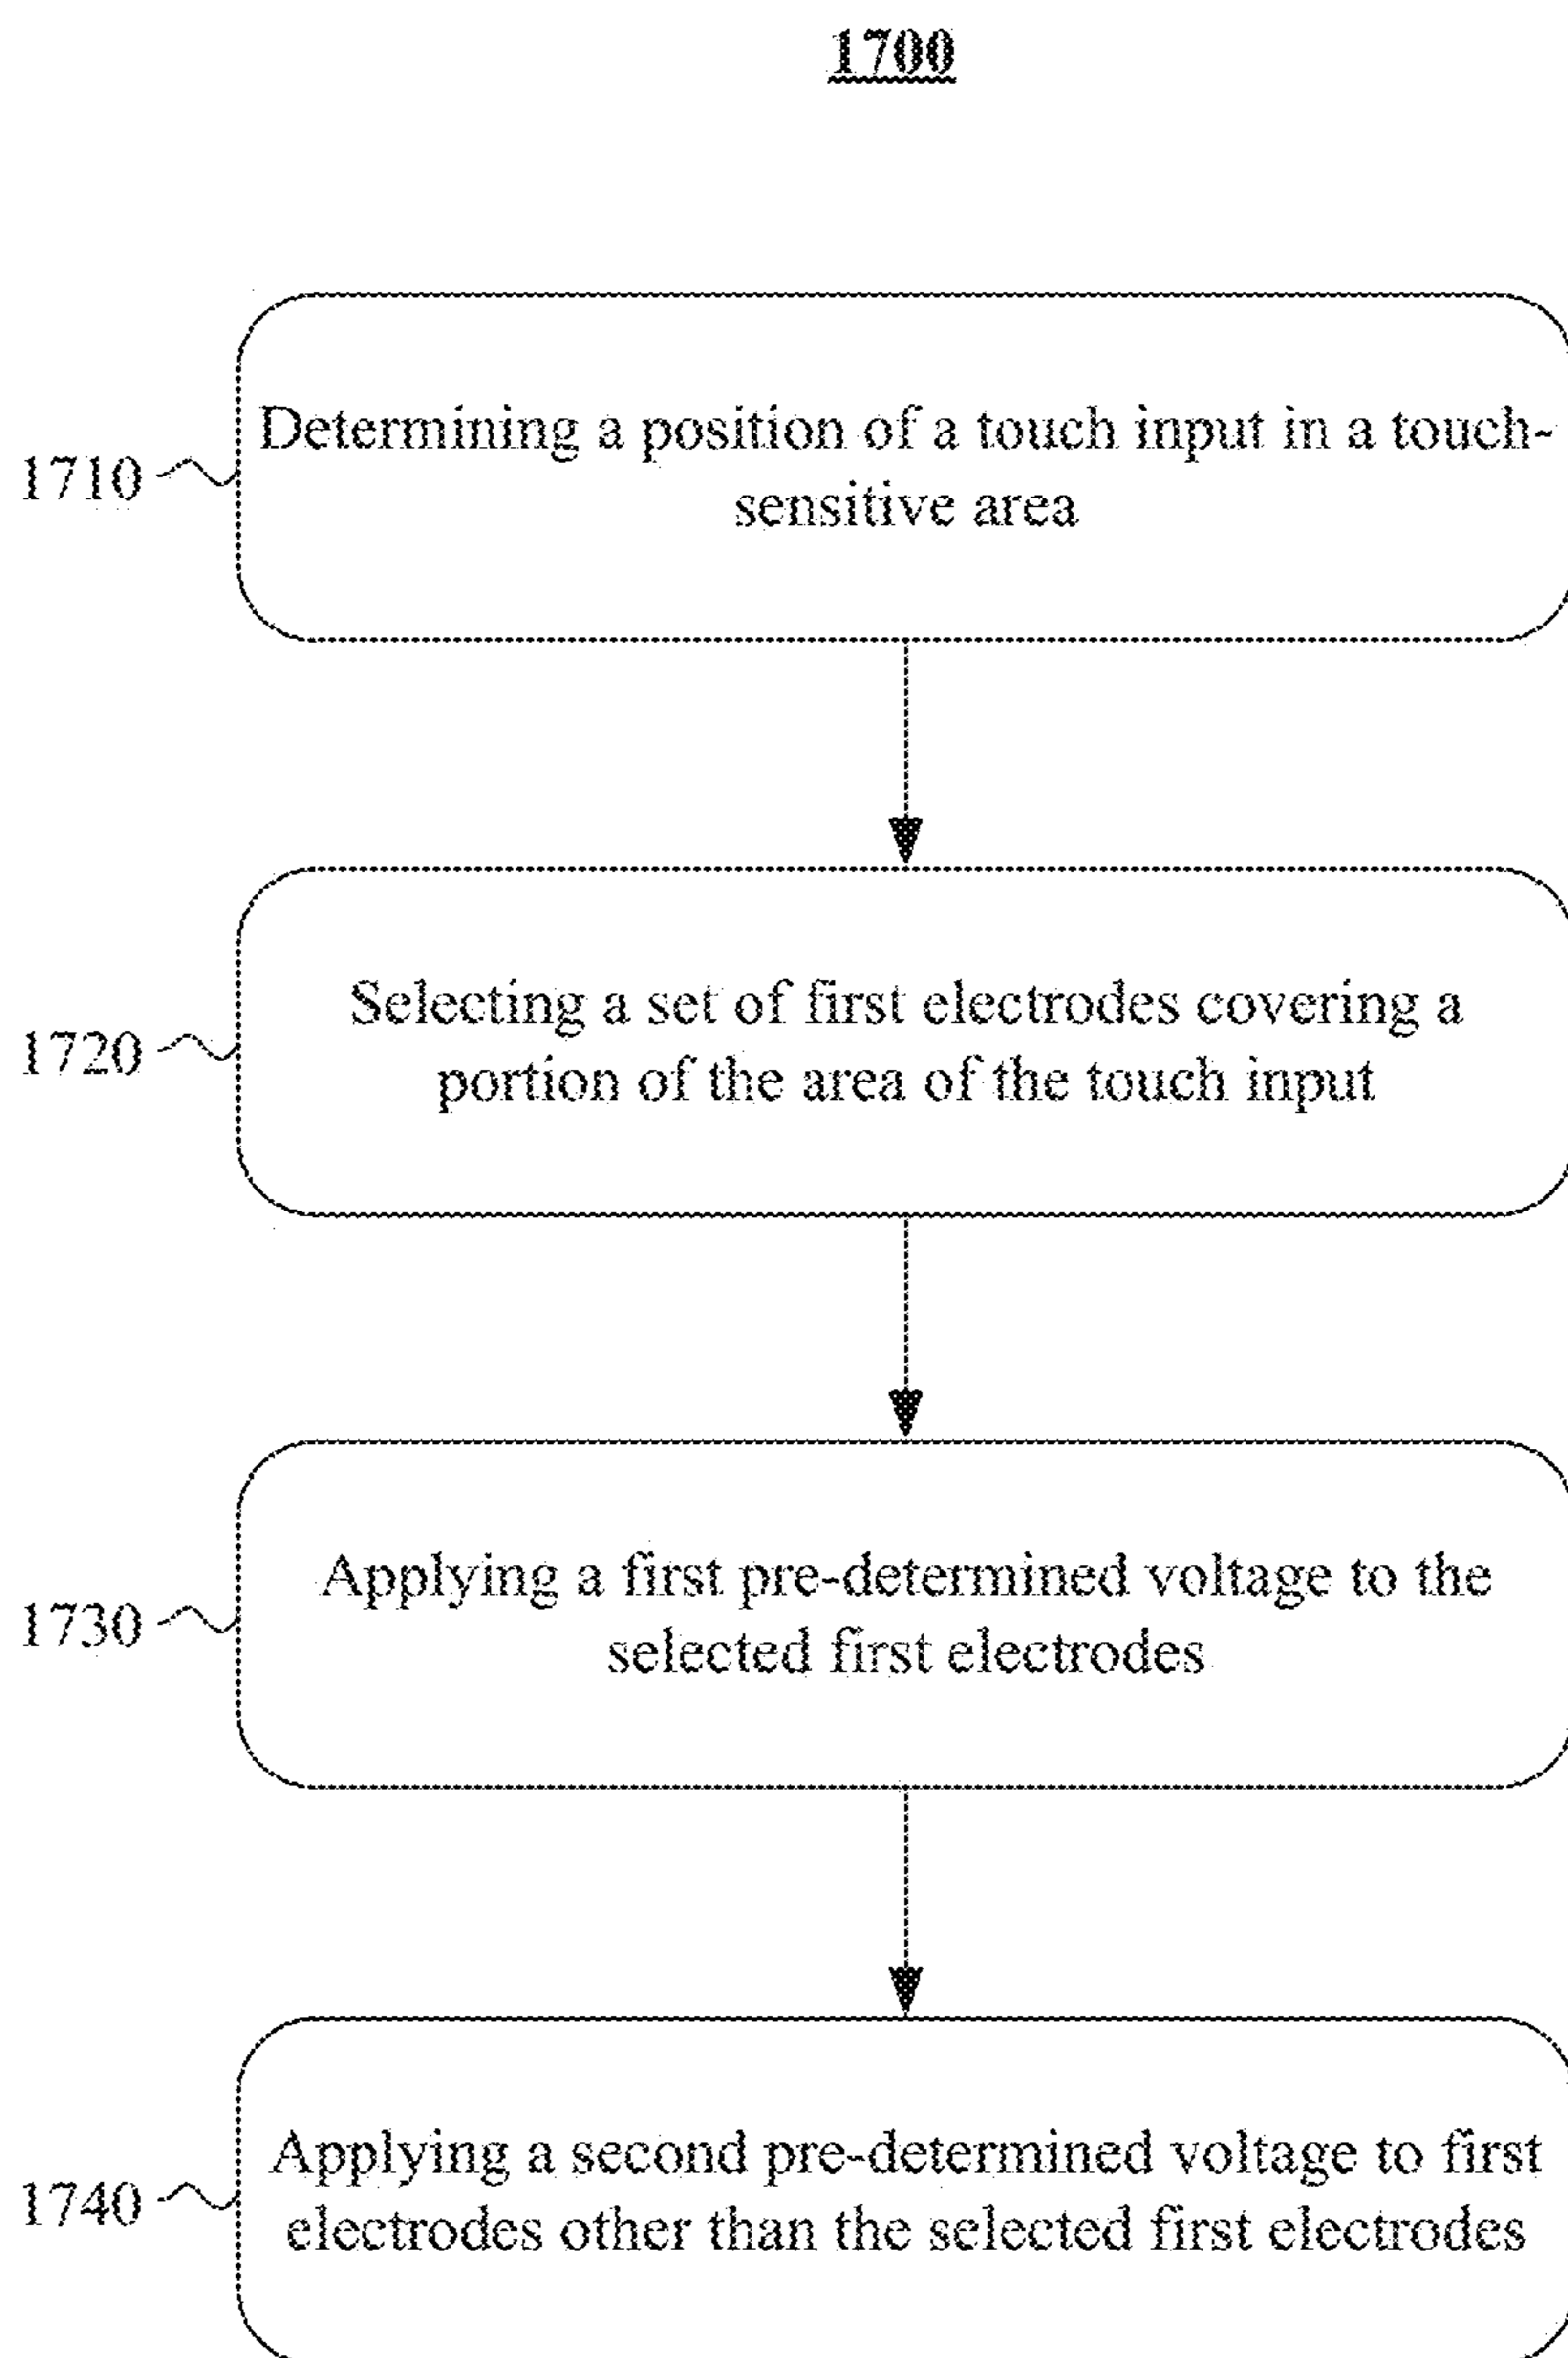 1700
Determining a position of a touch input in a touch-
sensitive area
1710
Selecting a set of first electrodes covering a
portion of the area of the touch input
1720
Applying a first pre-determined voltage to the
selected first electrodes
1730
Applying a second pre-determined voltage to first
electrodes other than the selected first electrodes
1740